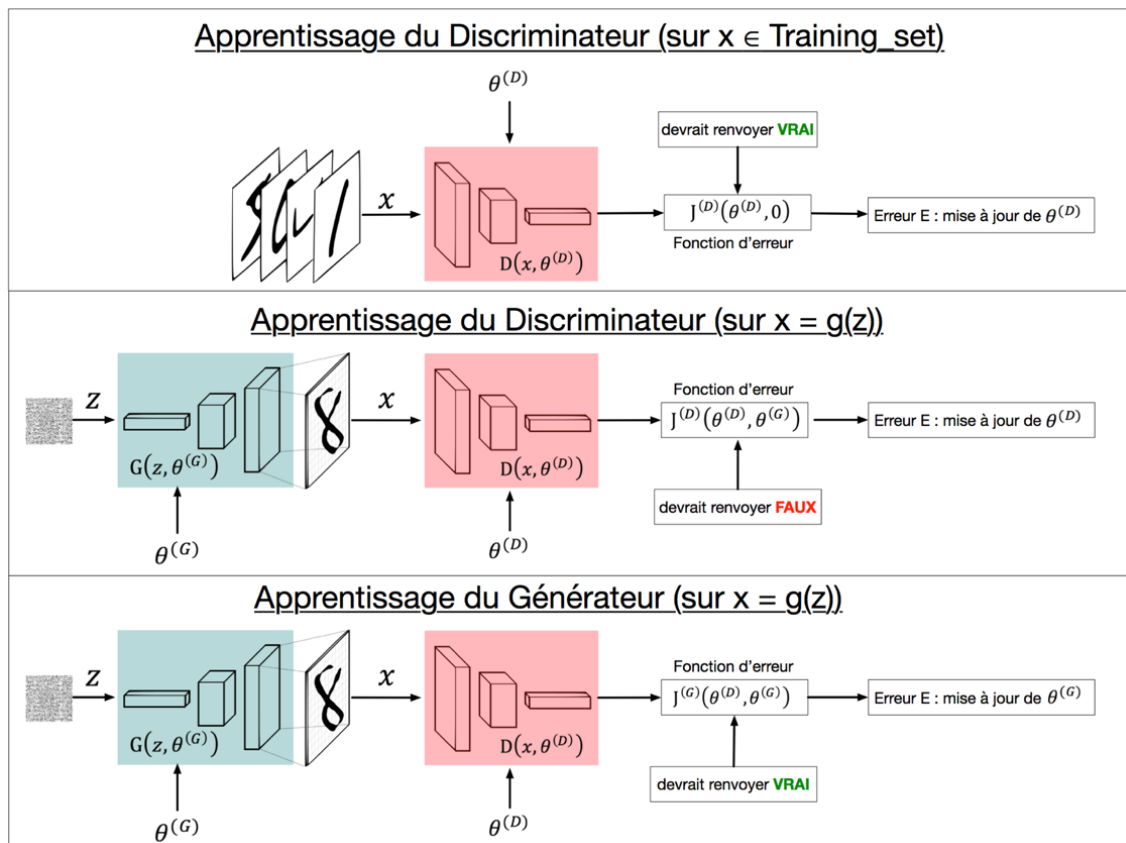 Apprentissage du Discriminateur (sur x ∈ Training_set)
θ^(D)
devrait renvoyer VRAI
x
D(x, θ^(D))
J^(D)(θ^(D), 0)
Fonction d'erreur
Erreur E : mise à jour de θ^(D)
Apprentissage du Discriminateur (sur x = g(z))
z
G(z, θ^(G))
θ^(G)
8
x
D(x, θ^(D))
θ^(D)
Fonction d'erreur
J^(D)(θ^(D), θ^(G))
devrait renvoyer FAUX
Erreur E : mise à jour de θ^(D)
Apprentissage du Générateur (sur x = g(z))
z
G(z, θ^(G))
θ^(G)
8
x
D(x, θ^(D))
θ^(D)
Fonction d'erreur
J^(G)(θ^(D), θ^(G))
devrait renvoyer VRAI
Erreur E : mise à jour de θ^(G)